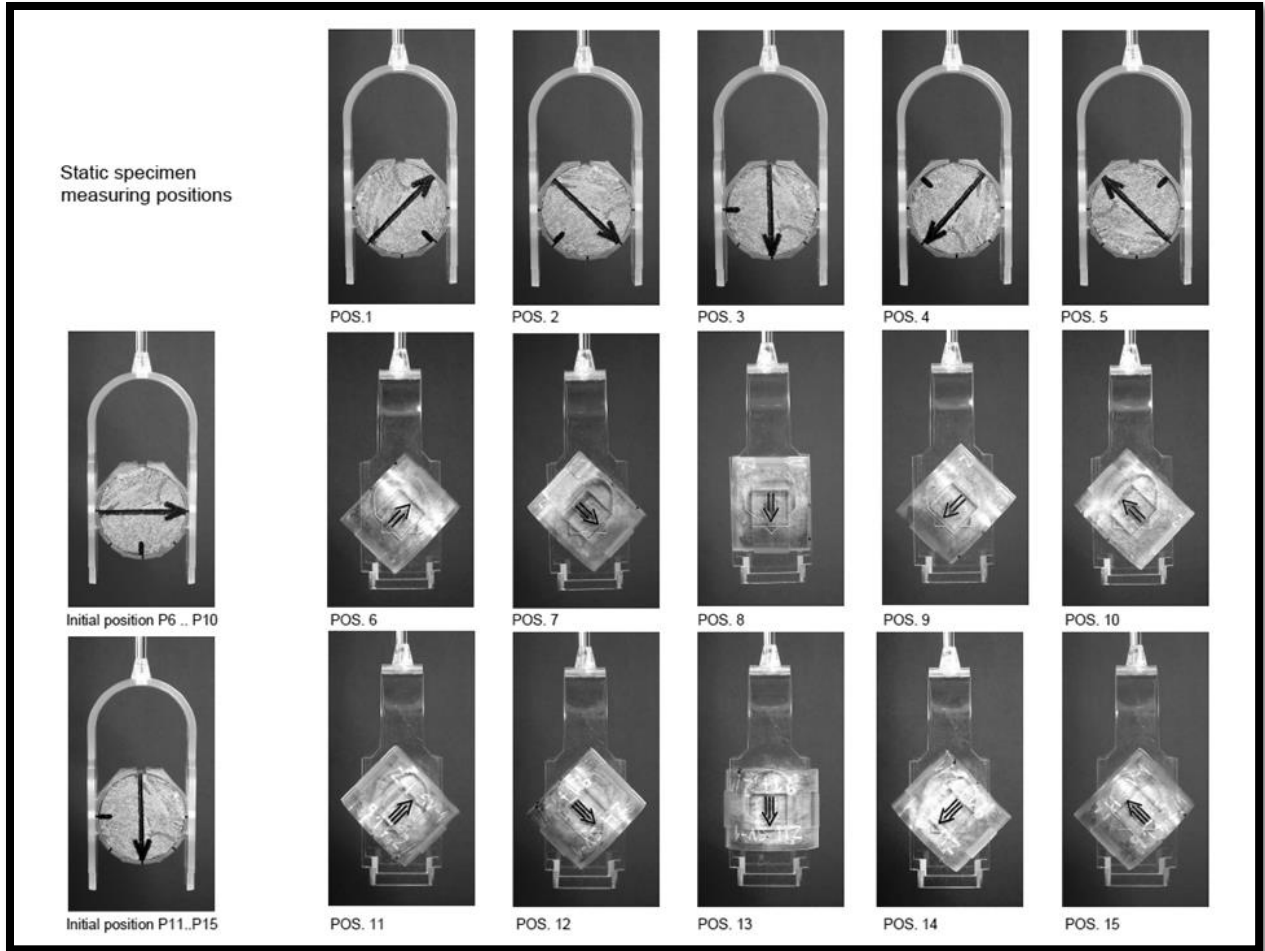 Static specimen
measuring positions
POS.1
POS. 2
POS. 3
POS. 4
POS. 5
Initial position P6 .. P10
POS. 6
POS. 7
POS. 8
POS. 9
POS. 10
Initial position P11..P15
POS. 11
POS. 12
POS. 13
POS. 14
POS. 15